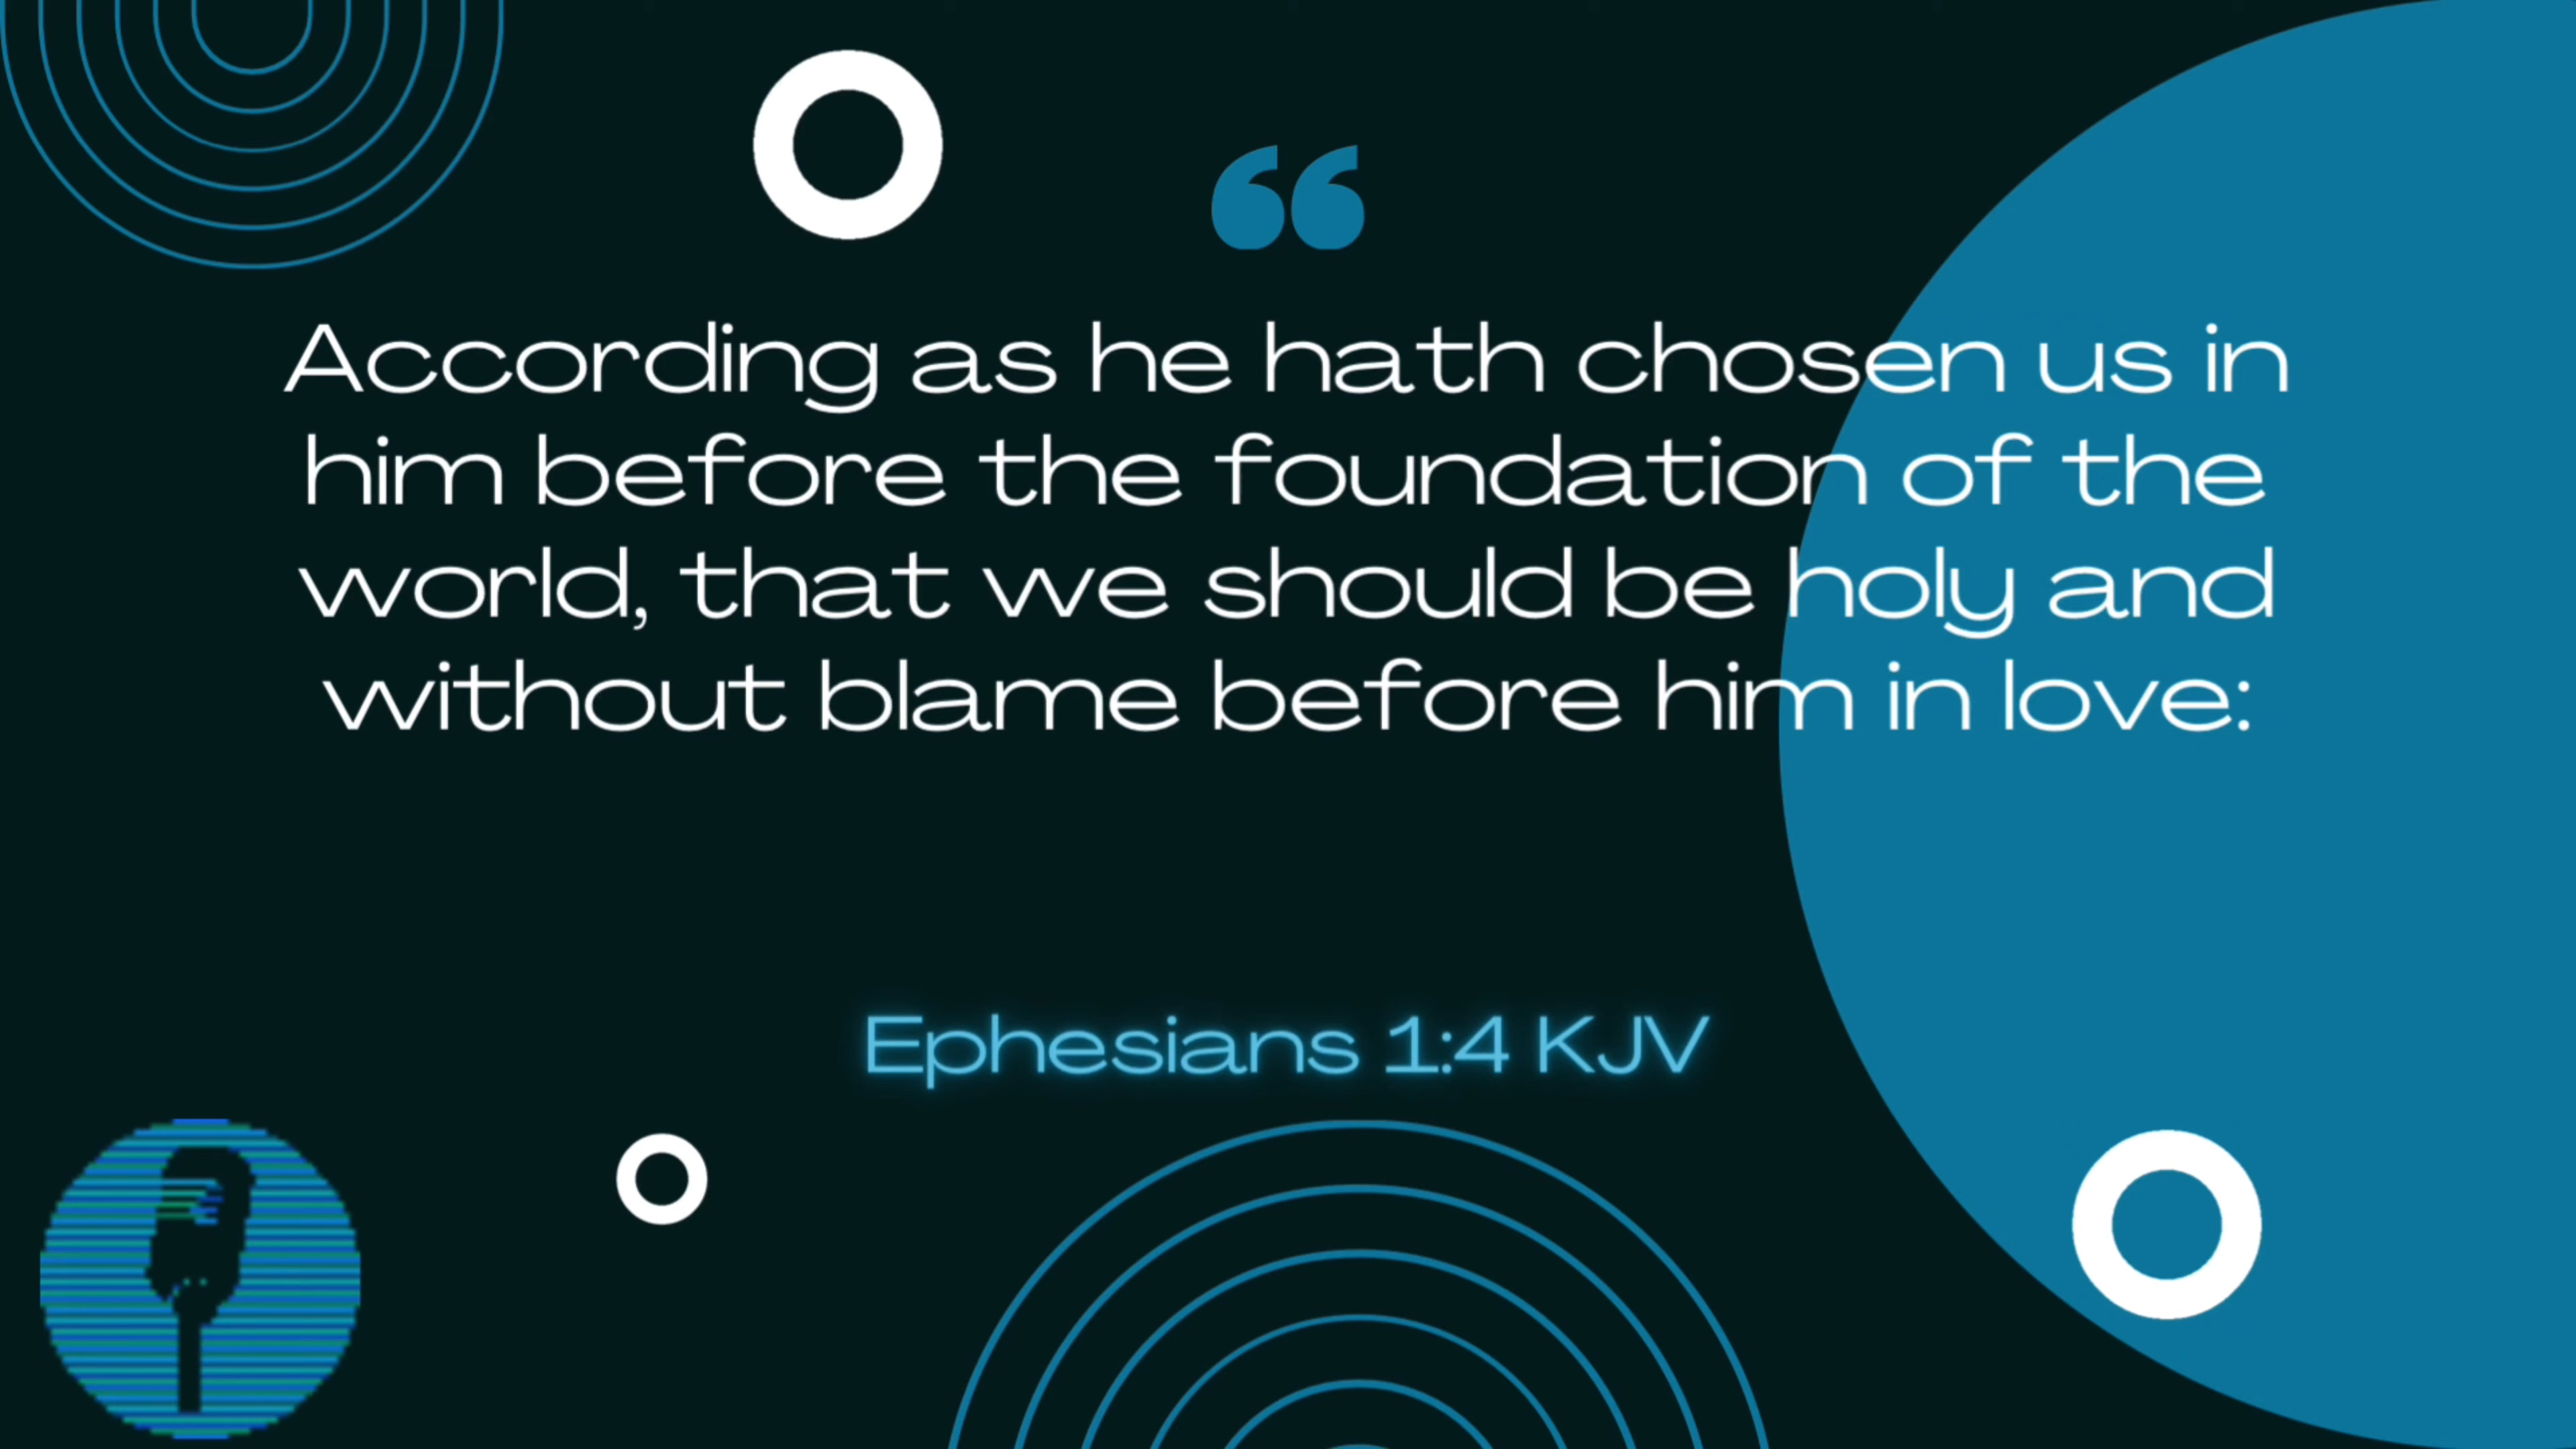 “
According as he hath chosen us in
him before the foundation of the
world, that we should be holy and
without blame before him in love:
Ephesians 1:4 KJV